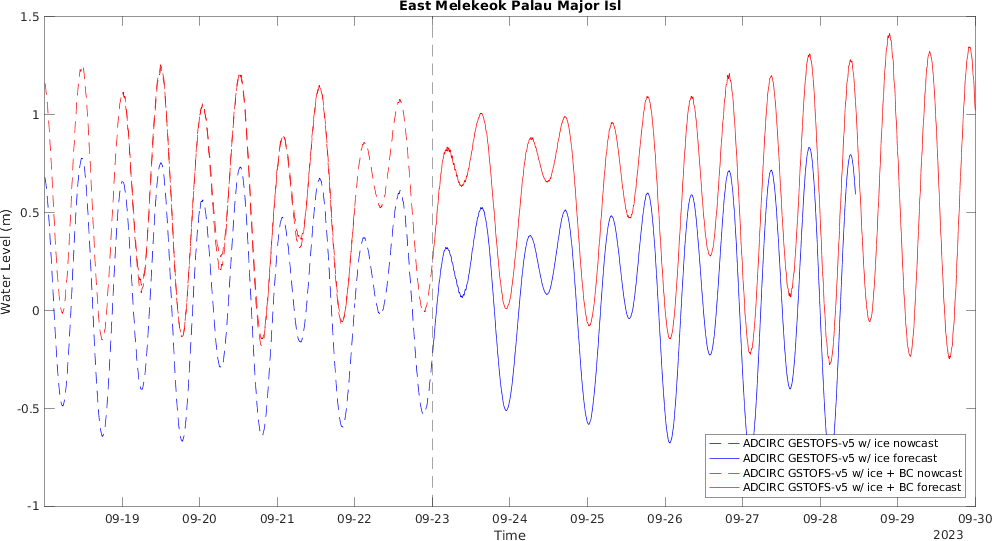 East Melekeok Palau Major Isl
1.5
1
0.5
0
-0.5
-1
Water Level (m)
ADCIRC GESTOFS-v5 w/ ice nowcast
ADCIRC GESTOFS-v5 w/ ice forecast
ADCIRC GSTOFS-v5 w/ ice + BC nowcast
ADCIRC GSTOFS-v5 w/ ice + BC forecast
09-19 09-20 09-21 09-22 09-23 09-24 09-25 09-26 09-27 09-28 09-29 09-30
Time
2023